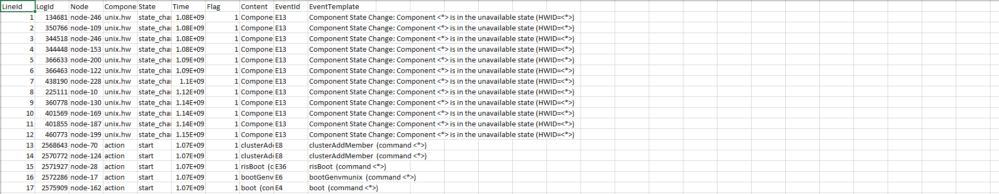 LineId LogId Node Compone State Time Flag Content EventId EventTemplate
1 134681 node-246 unix.hw state_cha 1.08E+09 1 Compone E13 Component State Change: Component <*> is in the unavailable state (HWID=<*>)
2 350766 node-109 unix.hw state_cha 1.08E+09 1 Compone E13 Component State Change: Component <*> is in the unavailable state (HWID=<*>)
3 344518 node-246 unix.hw state_cha 1.08E+09 1 Compone E13 Component State Change: Component <*> is in the unavailable state (HWID=<*>)
4 344448 node-153 unix.hw state_cha 1.08E+09 1 Compone E13 Component State Change: Component <*> is in the unavailable state (HWID=<*>)
5 366633 node-200 unix.hw state_cha 1.09E+09 1 Compone E13 Component State Change: Component <*> is in the unavailable state (HWID=<*>)
6 366463 node-122 unix.hw state_cha 1.09E+09 1 Compone E13 Component State Change: Component <*> is in the unavailable state (HWID=<*>)
7 438190 node-228 unix.hw state_cha 1.1E+09 1 Compone E13 Component State Change: Component <*> is in the unavailable state (HWID=<*>)
8 225111 node-10 unix.hw state_cha 1.12E+09 1 Compone E13 Component State Change: Component <*> is in the unavailable state (HWID=<*>)
9 360778 node-130 unix.hw state_cha 1.14E+09 1 Compone E13 Component State Change: Component <*> is in the unavailable state (HWID=<*>)
10 401569 node-169 unix.hw state_cha 1.14E+09 1 Compone E13 Component State Change: Component <*> is in the unavailable state (HWID=<*>)
11 401855 node-187 unix.hw state_cha 1.14E+09 1 Compone E13 Component State Change: Component <*> is in the unavailable state (HWID=<*>)
12 460773 node-199 unix.hw state_cha 1.15E+09 1 Compone E13 Component State Change: Component <*> is in the unavailable state (HWID=<*>)
13 2568643 node-70 action start 1.07E+09 1 clusterAd E8 clusterAddMember (command <*>)
14 2570772 node-124 action start 1.07E+09 1 clusterAd E8 clusterAddMember (command <*>)
15 2571927 node-28 action start 1.07E+09 1 risBoot (c E36 risBoot (command <*>)
16 2572286 node-17 action start 1.07E+09 1 bootGenv E6 bootGenvmunix (command <*>)
17 2575909 node-162 action start 1.07E+09 1 boot (con E4 boot (command <*>)